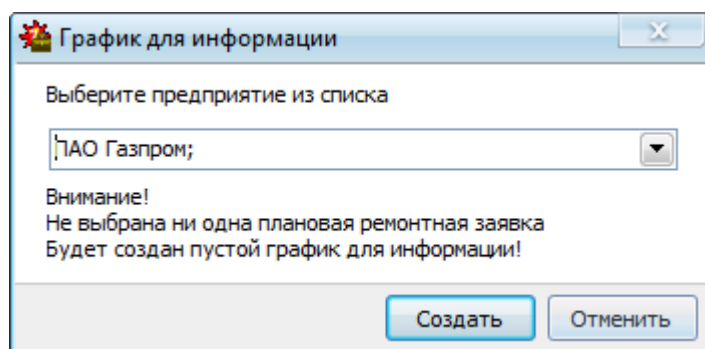 График для информации
Выберите предприятие из списка
ПАО Газпром;
Внимание!
Не выбрана ни одна плановая ремонтная заявка
Будет создан пустой график для информации!
Создать
Отменить